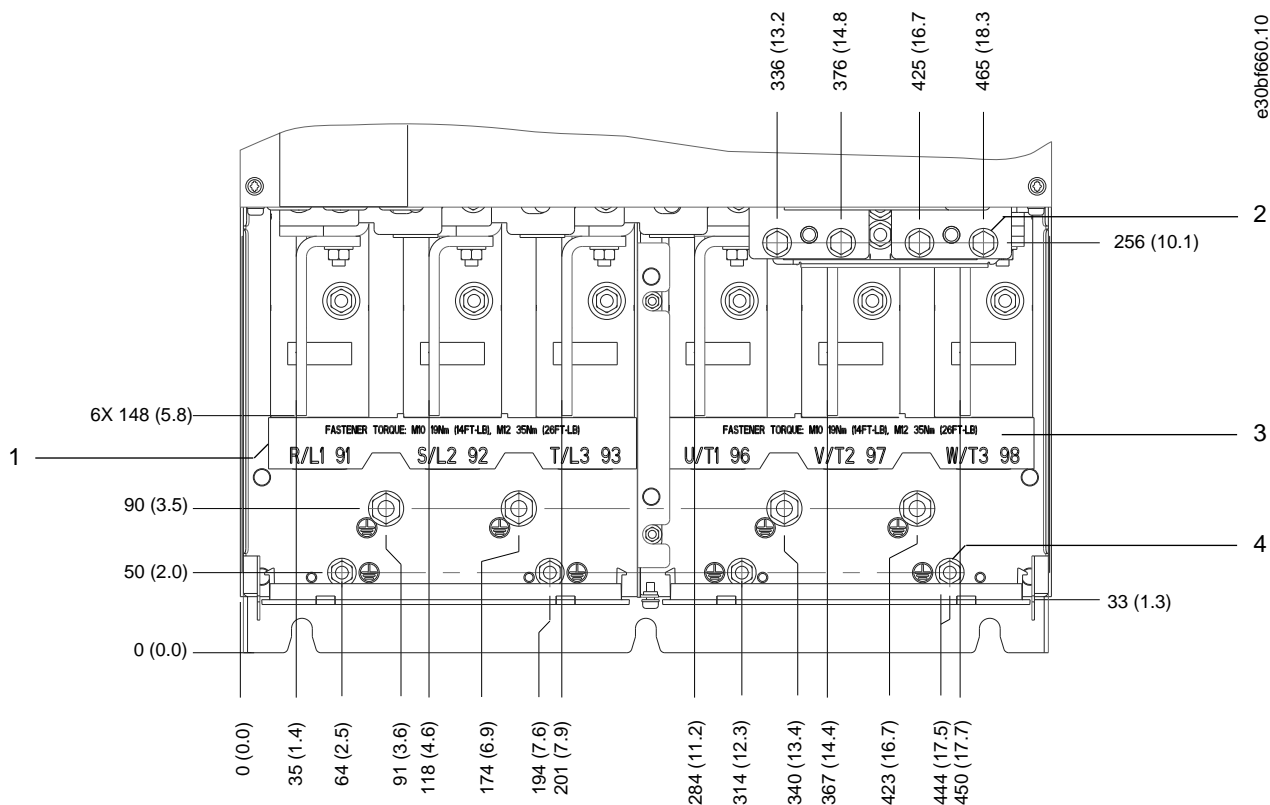 336 (13.2
376 (14.8
425 (16.7
465 (18.3
e30bf660.10
2
256 (10.1)
6X 148 (5.8)
FASTENER TORQUE: M10 19Nm (14FT-LB), M12 35Nm (26FT-LB)
FASTENER TORQUE: M10 19Nm (14FT-LB), M12 35Nm (26FT-LB)
3
1
R/L1 91
S/L2 92
T/L3 93
U/T1 96
V/T2 97
W/T3 98
90 (3.5)
4
50 (2.0)
33 (1.3)
0 (0.0)
0 (0.0)
35 (1.4)
64 (2.5)
91 (3.6)
118 (4.6)
174 (6.9)
194 (7.6)
201 (7.9)
284 (11.2)
314 (12.3)
340 (13.4)
367 (14.4)
423 (16.7)
444 (17.5)
450 (17.7)